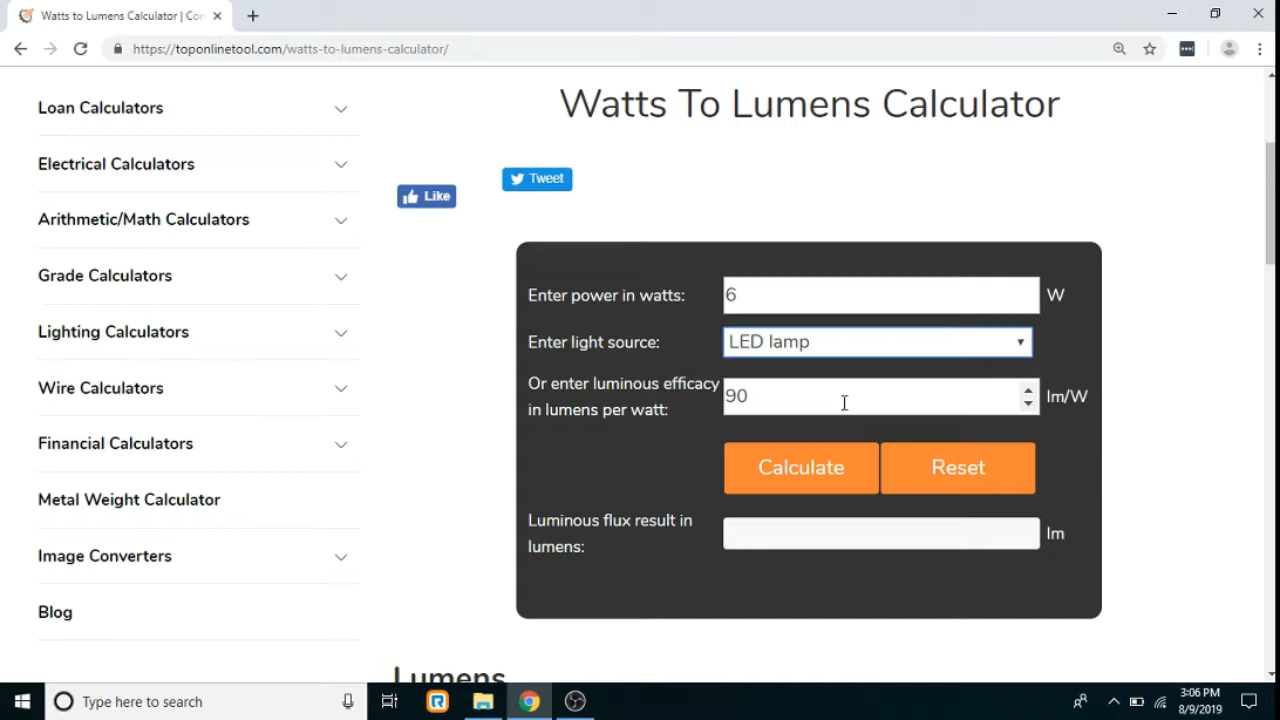 Watts to Lumens Calculator | Con
https://toponlinetool.com/watts-to-lumens-calculator/
Loan Calculators
Electrical Calculators
Arithmetic/Math Calculators
Grade Calculators
Lighting Calculators
Wire Calculators
Financial Calculators
Metal Weight Calculator
Image Converters
Blog
Watts To Lumens Calculator
Tweet
Like
Enter power in watts: 6 W
Enter light source: LED lamp
Or enter luminous efficacy
in lumens per watt: 90 lm/W
Calculate Reset
Luminous flux result in
lumens: lm
Lumens
Type here to search
3:06 PM
8/9/2019